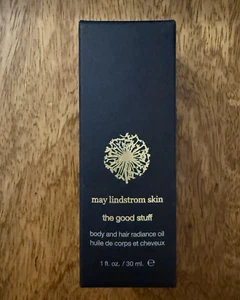 may lindstrom skin
the good stuff
body and hair radiance oil
huile de corps et cheveux
1 fl. oz. / 30 ml. ℮